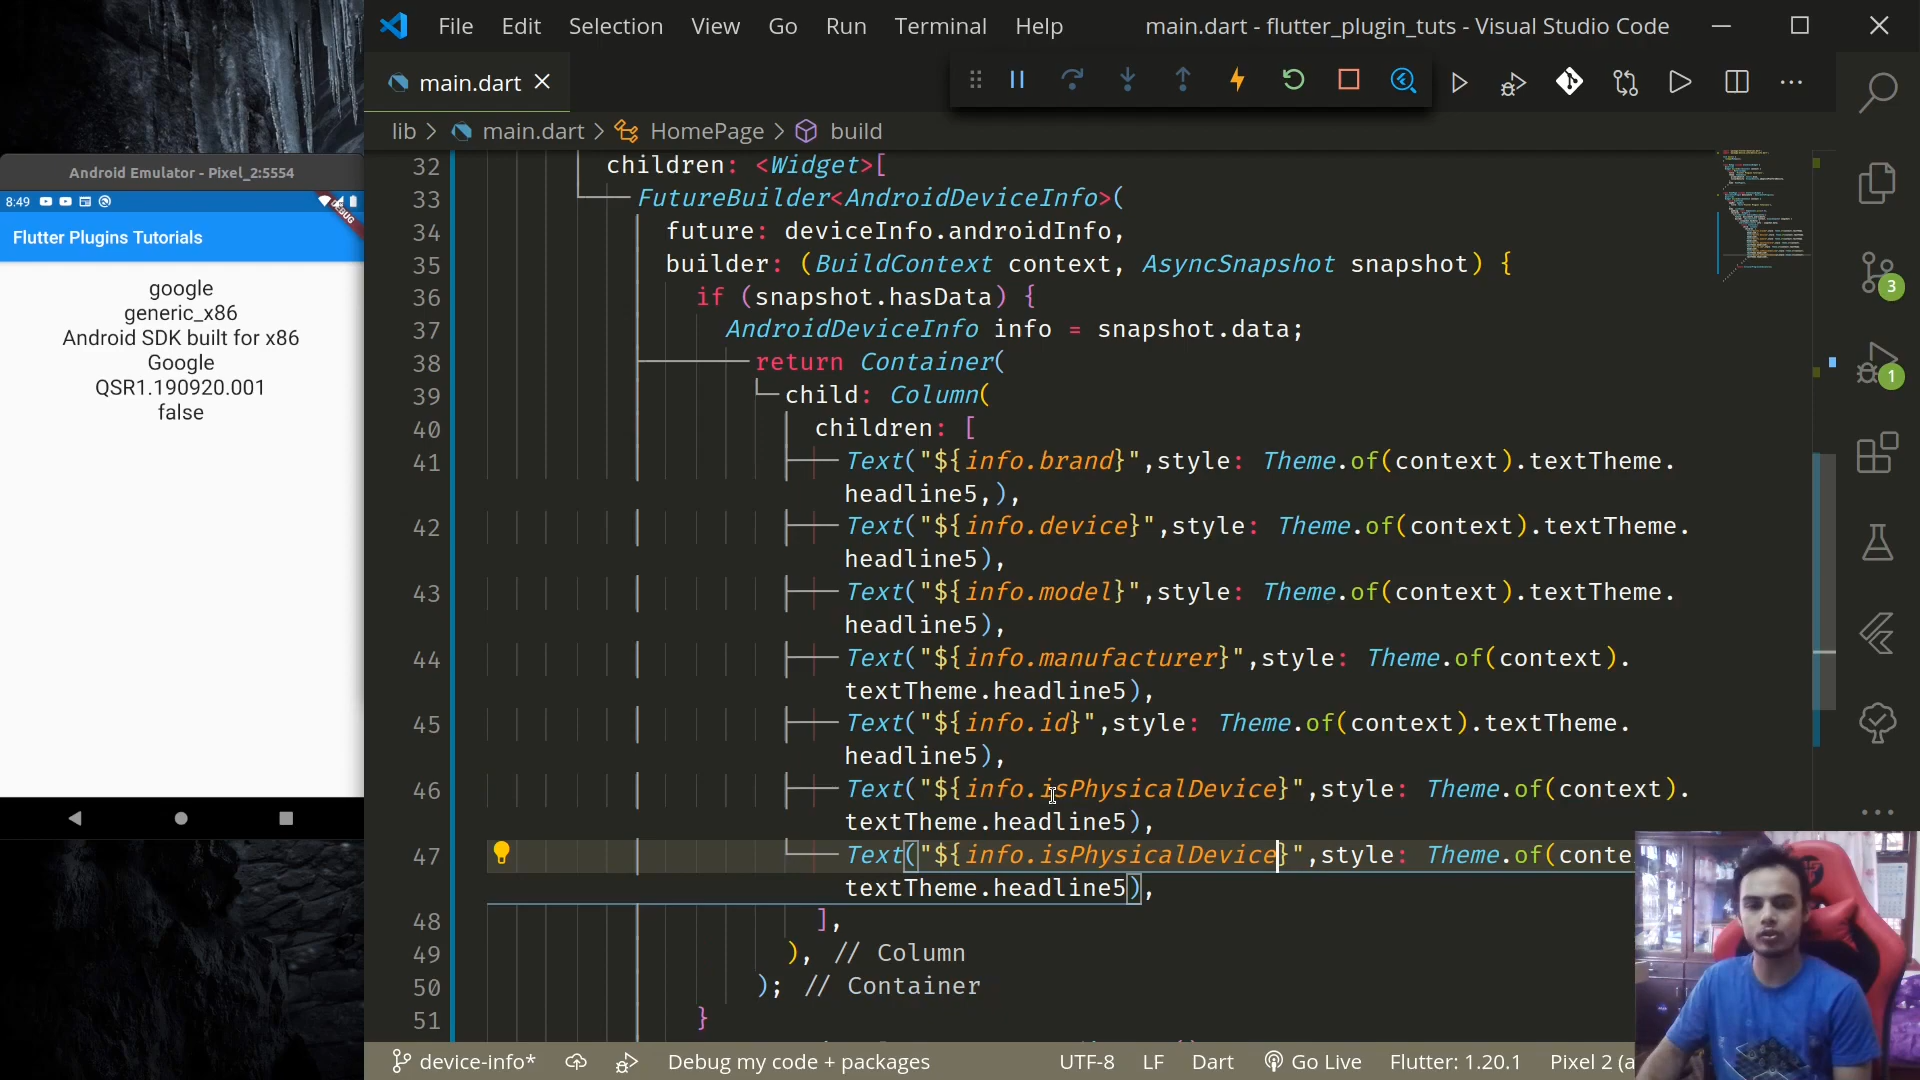 File Edit Selection View Go Run Terminal Help
main.dart - flutter_plugin_tuts - Visual Studio Code
main.dart
lib > main.dart > HomePage > build
Android Emulator - Pixel_2:5554
8:49
DEBUG
Flutter Plugins Tutorials
google
generic_x86
Android SDK built for x86
Google
QSR1.190920.001
false
32 children: <Widget>[
33 FutureBuilder<AndroidDeviceInfo>(
34 future: deviceInfo.androidInfo,
35 builder: (BuildContext context, AsyncSnapshot snapshot) {
36 if (snapshot.hasData) {
37 AndroidDeviceInfo info = snapshot.data;
38 return Container(
39 child: Column(
40 children: [
41 Text("${info.brand}",style: Theme.of(context).textTheme.
headline5,),
42 Text("${info.device}",style: Theme.of(context).textTheme.
headline5),
43 Text("${info.model}",style: Theme.of(context).textTheme.
headline5),
44 Text("${info.manufacturer}",style: Theme.of(context).
textTheme.headline5),
45 Text("${info.id}",style: Theme.of(context).textTheme.
headline5),
46 Text("${info.isPhysicalDevice}",style: Theme.of(context).
textTheme.headline5),
47 Text("${info.isPhysicalDevice}",style: Theme.of(conte
textTheme.headline5),
48 ],
49 ), // Column
50 ); // Container
51 }
3
1
device-info* Debug my code + packages UTF-8 LF Dart Go Live Flutter: 1.20.1 Pixel 2 (a